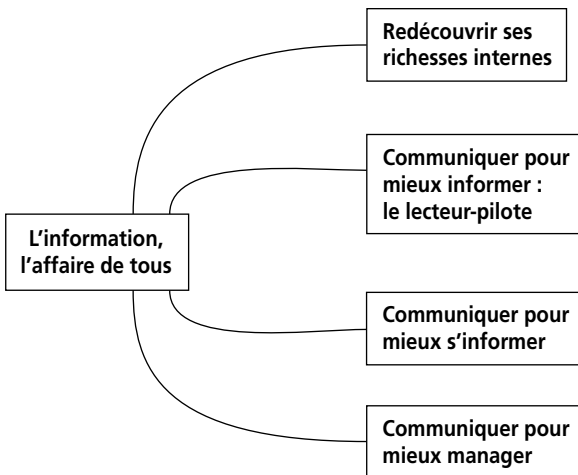 Redécouvrir ses
richesses internes
Communiquer pour
mieux informer :
le lecteur-pilote
L’information,
l’affaire de tous
Communiquer pour
mieux s’informer
Communiquer pour
mieux manager